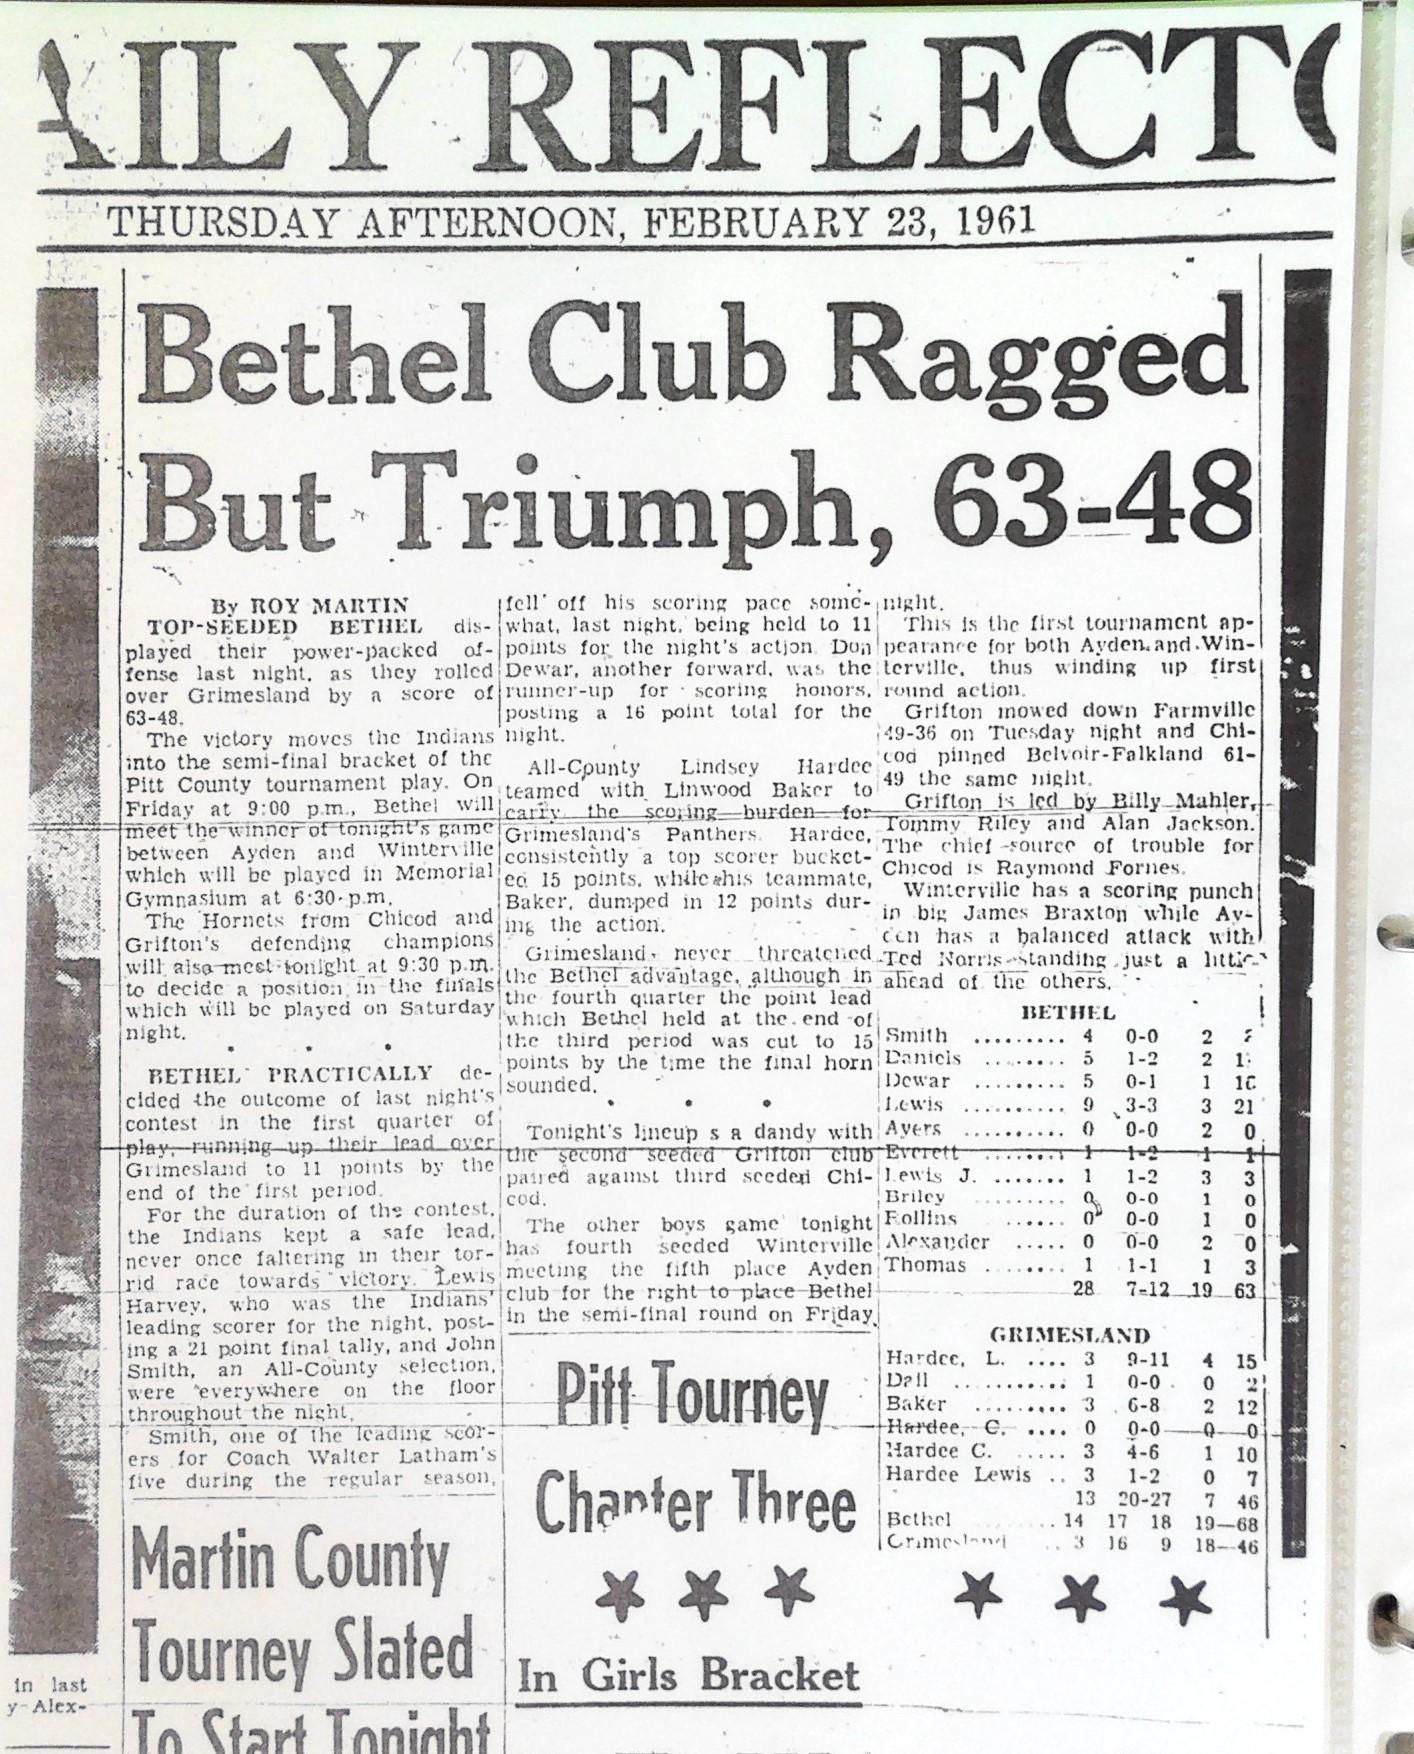 AILY REFLECTO
THURSDAY AFTERNOON, FEBRUARY 23, 1961
Bethel Club Ragged
But Triumph, 63-48
By ROY MARTIN
TOP-SEEDED BETHEL dis-
played their power-packed of-
fense last night, as they rolled
over Grimesland by a score of
63-48.
The victory moves the Indians
into the semi-final bracket of the
Pitt County tournament play. On
Friday at 9:00 p.m., Bethel will
meet the winner of tonight's game
between Ayden and Winterville
which will be played in Memorial
Gymnasium at 6:30 p.m.
The Hornets from Chicod and
Grifton's defending champions
will also meet tonight at 9:30 p.m.
to decide a position in the finals
which will be played on Saturday
night.
• • •
BETHEL PRACTICALLY de-
cided the outcome of last night's
contest in the first quarter of
play, running up their lead over
Grimesland to 11 points by the
end of the first period.
For the duration of the contest,
the Indians kept a safe lead,
never once faltering in their tor-
rid race towards victory. Lewis
Harvey, who was the Indians'
leading scorer for the night, post-
ing a 21 point final tally, and John
Smith, an All-County selection,
were everywhere on the floor
throughout the night.
Smith, one of the leading scor-
ers for Coach Walter Latham's
five during the regular season,
fell off his scoring pace some-
what, last night, being held to 11
points for the night's action. Don
Dewar, another forward, was the
runner-up for scoring honors,
posting a 16 point total for the
night.
All-County Lindsey Hardee
teamed with Linwood Baker to
carry the scoring burden for
Grimesland's Panthers. Hardee,
consistently a top scorer bucket-
ed 15 points, while his teammate,
Baker, dumped in 12 points dur-
ing the action.
Grimesland never threatened
the Bethel advantage, although in
the fourth quarter the point lead
which Bethel held at the end of
the third period was cut to 15
points by the time the final horn
sounded.
• • •
Tonight's lineup s a dandy with
the second seeded Grifton club
paired against third seeded Chi-
cod.
The other boys game tonight
has fourth seeded Winterville
meeting the fifth place Ayden
club for the right to place Bethel
in the semi-final round on Friday
night.
This is the first tournament ap-
pearance for both Ayden and Win-
terville, thus winding up first
round action.
Grifton mowed down Farmville
49-36 on Tuesday night and Chi-
cod pinned Belvoir-Falkland 61-
49 the same night.
Grifton is led by Billy Mahler,
Tommy Riley and Alan Jackson.
The chief source of trouble for
Chicod is Raymond Fornes.
Winterville has a scoring punch
in big James Braxton while Ay-
den has a balanced attack with
Ted Norris standing just a little
ahead of the others.
BETHEL
Smith ......... 4 0-0 2
Daniels ........ 5 1-2 2
Dewar ......... 5 0-1 1
Lewis .......... 9 3-3 3 21
Ayers .......... 0 0-0 2 0
Everett ........ 1 1-2 1 1
Lewis J. ....... 1 1-2 3 3
Briley ......... 0 0-0 1 0
Rollins ...... 0 0-0 1 0
Alexander ..... 0 0-0 2 0
Thomas ........ 1 1-1 1 3
28 7-12 19 63
GRIMESLAND
Hardee, L. .... 3 9-11 4 15
Dail ........... 1 0-0 0 2
Baker ......... 3 6-8 2 12
Hardee, C. .... 0 0-0 0 0
Hardee C. ..... 3 4-6 1 10
Hardee Lewis .. 3 1-2 0 7
13 20-27 7 46
Bethel ........ 14 17 18 19—68
Grimesland .. 3 16 9 18—46
Martin County
Tourney Slated
To Start Tonight
Pitt Tourney
Chapter Three
In Girls Bracket
in last
y Alex-